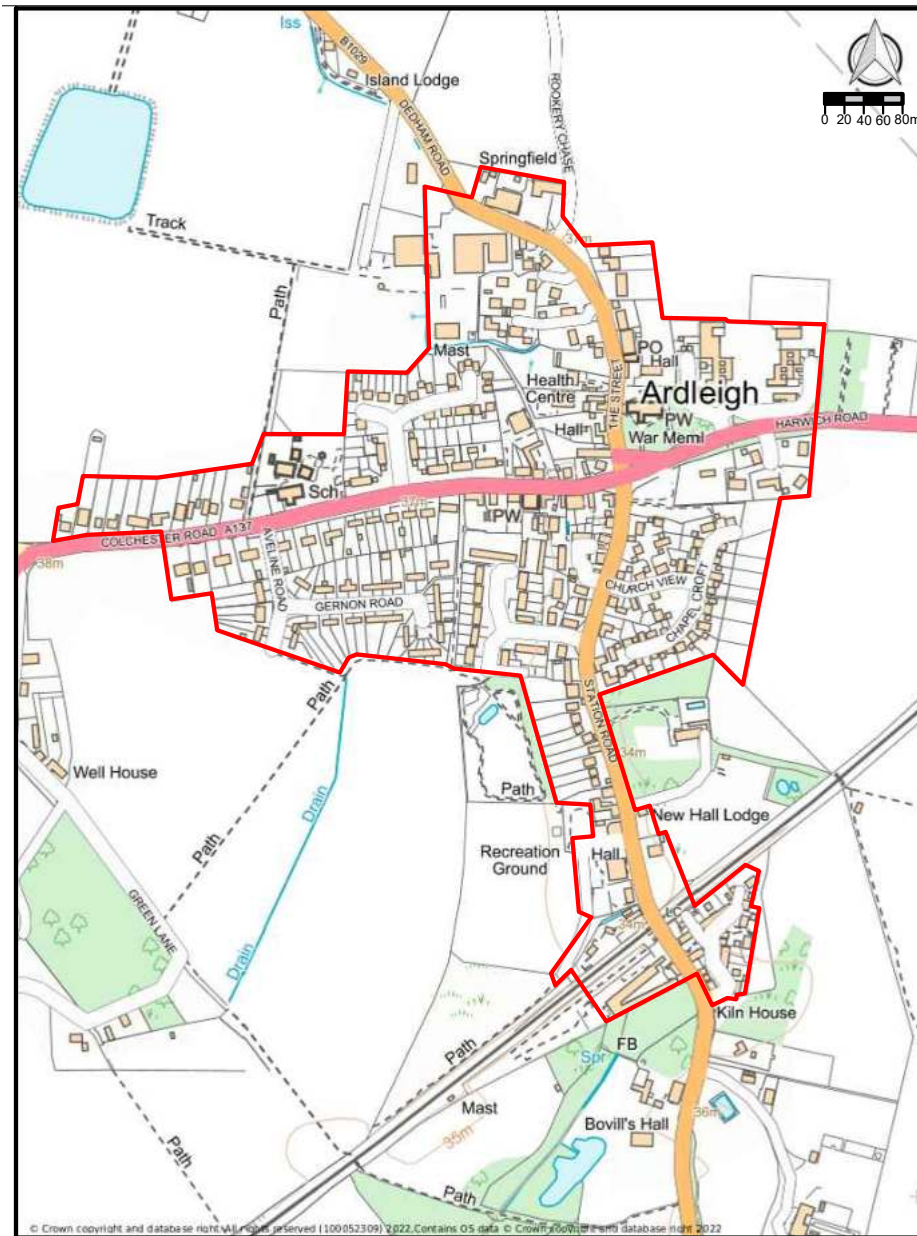 Iss
B1029
Island Lodge
DEDHAM ROAD
ROOKERY CHASE
0 20 40 60 80m
Springfield
Track
37m
Path
Mast
PO
Hall
Health
Centre
THE STREET
Ardleigh
PW
War Meml
HARWICH ROAD
Hall
Sch
37m
PW
COLCHESTER ROAD A137
38m
AVELINE ROAD
GERNON ROAD
CHURCH VIEW
CHAPEL CROFT
Path
STATION ROAD
34m
Well House
Drain
Path
Path
New Hall Lodge
Recreation
Ground
Hall
GREEN LANE
Drain
LC
34m
Kiln House
Path
FB
Spr
Mast
35m
36m
Bovill's Hall
Path
Path
© Crown copyright and database right. All rights reserved (100052309) 2022.Contains OS data © Crown copyright and database right 2022